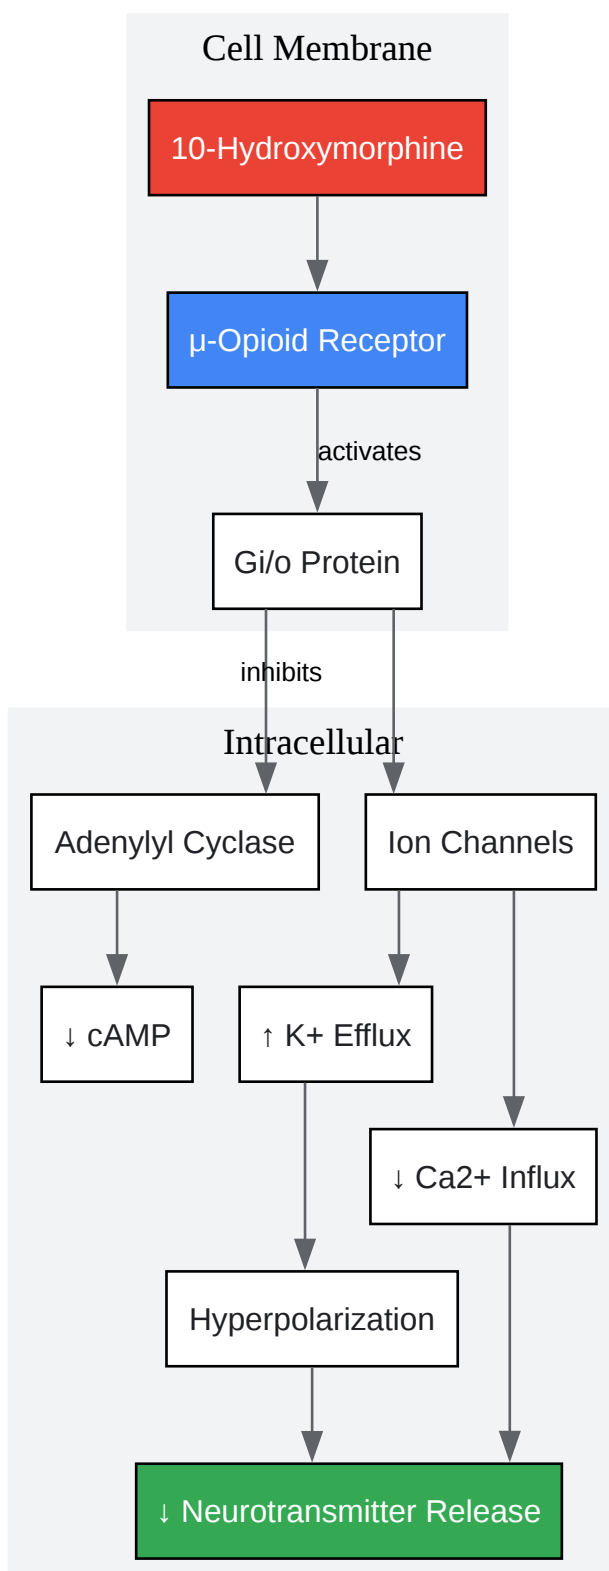 Cell Membrane
10-Hydroxymorphine
μ-Opioid Receptor
activates
Gi/o Protein
inhibits
Intracellular
Adenylyl Cyclase
Ion Channels
↓ cAMP
↑ K+ Efflux
↓ Ca2+ Influx
Hyperpolarization
↓ Neurotransmitter Release